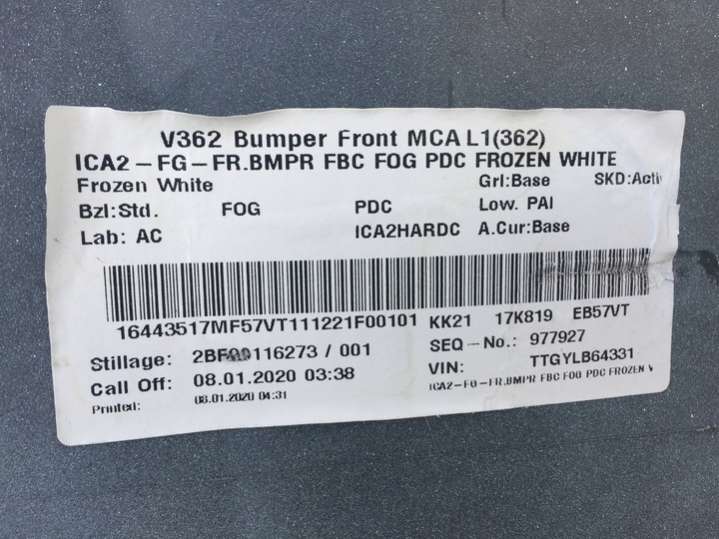 V362 Bumper Front MCA L1(362)
ICA2-FG-FR.BMPR FBC FOG PDC FROZEN WHITE
Frozen White Grl:Base SKD:Activ
Bzl:Std. FOG PDC Low. PAI
Lab: AC ICA2HARDC A.Cur:Base
16443517MF57VT111221F00101 KK21 17K819 EB57VT
Stillage: / 001 SEQ-No.: 977927
Call Off: 08.01.2020 03:38 VIN: TTGYLB64331
Printed: 08.01.2020 04:31 ICA2-FG-FR.BMPR FBC FOG PDC FROZEN W